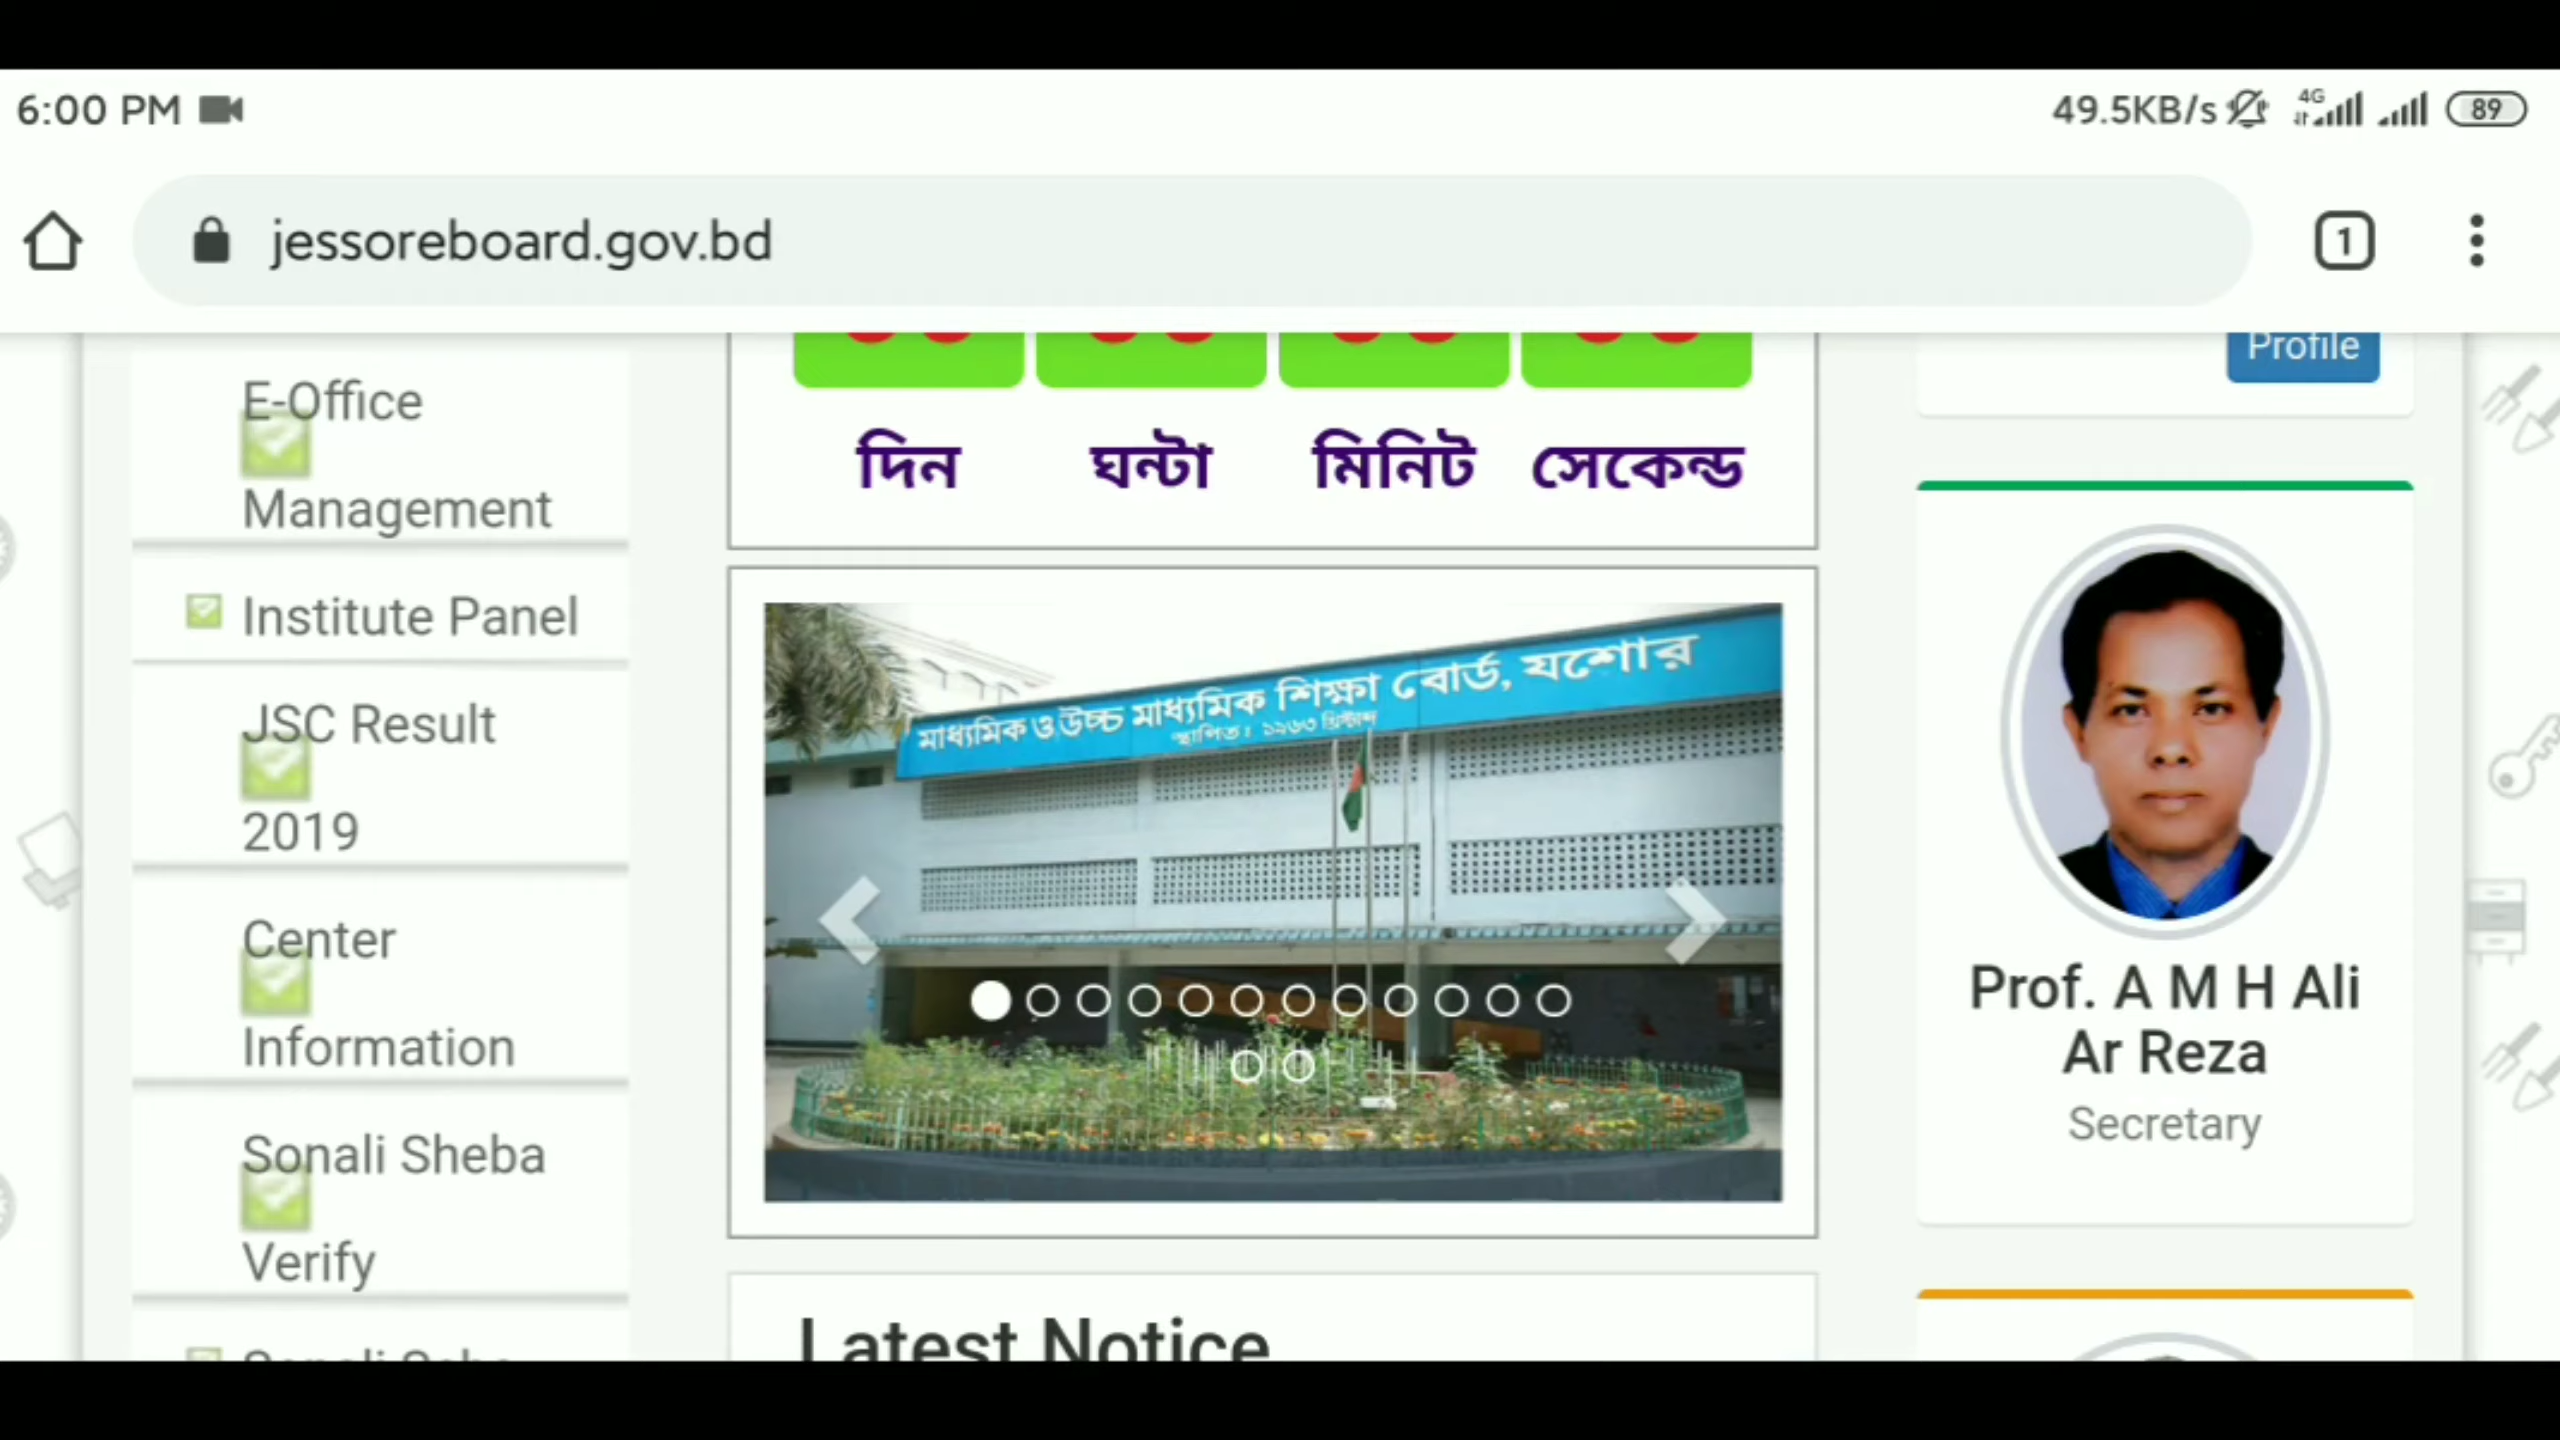 6:00 PM
49.5KB/s
4G
89
jessoreboard.gov.bd
1
E-Office
Management
Institute Panel
JSC Result
2019
Center
Information
Sonali Sheba
Verify
দিন ঘন্টা মিনিট সেকেন্ড
মাধ্যমিক ও উচ্চ মাধ্যমিক শিক্ষা বোর্ড, যশোর
স্থাপিত: ১৯৬৩ খ্রিষ্টাব্দ
Latest Notice
Profile
Prof. A M H Ali
Ar Reza
Secretary